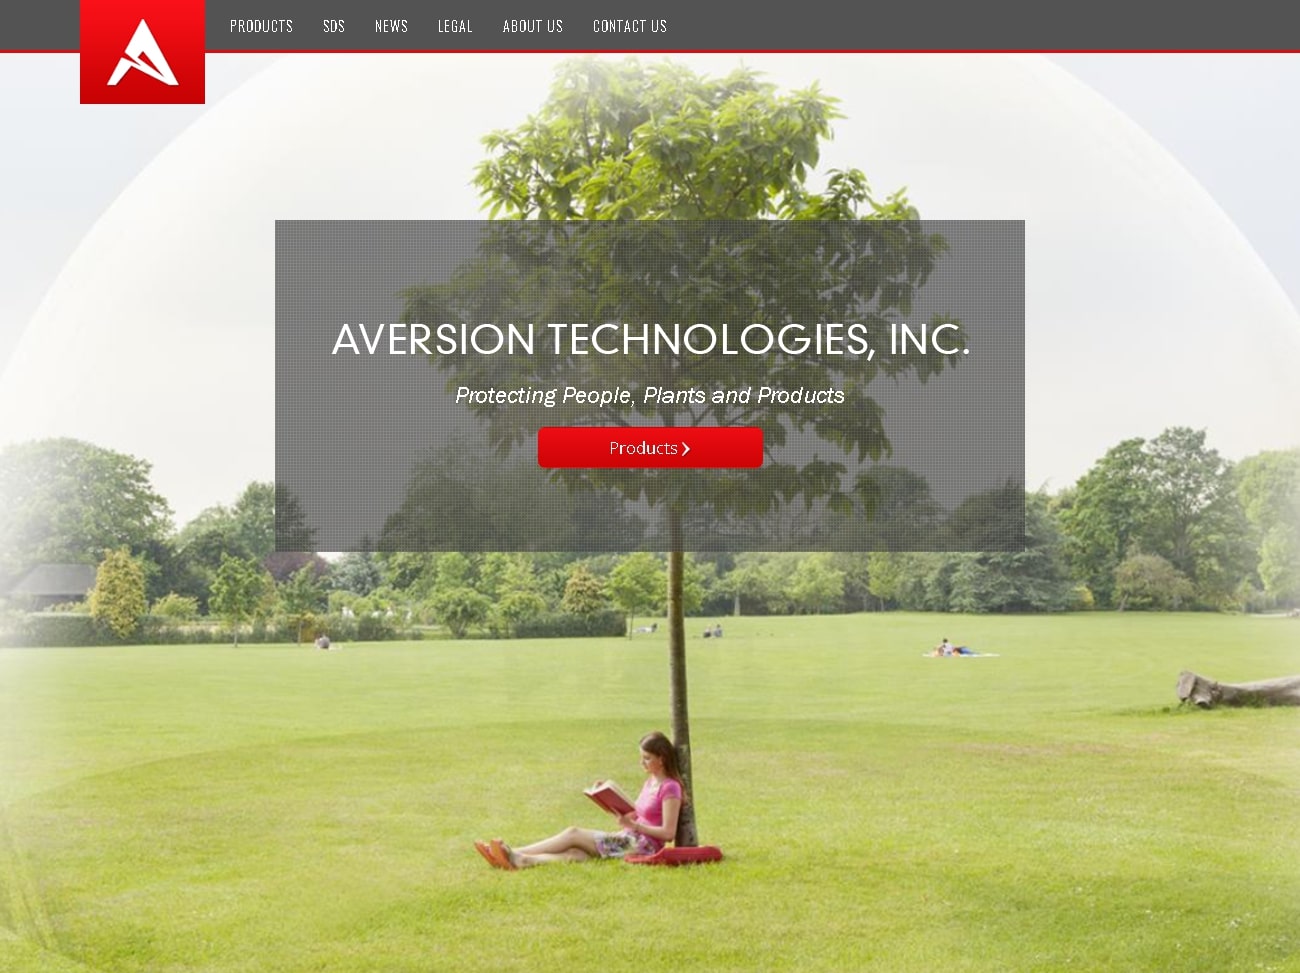 PRODUCTS SDS NEWS LEGAL ABOUT US CONTACT US
AVERSION TECHNOLOGIES, INC.
Protecting People, Plants and Products
Products